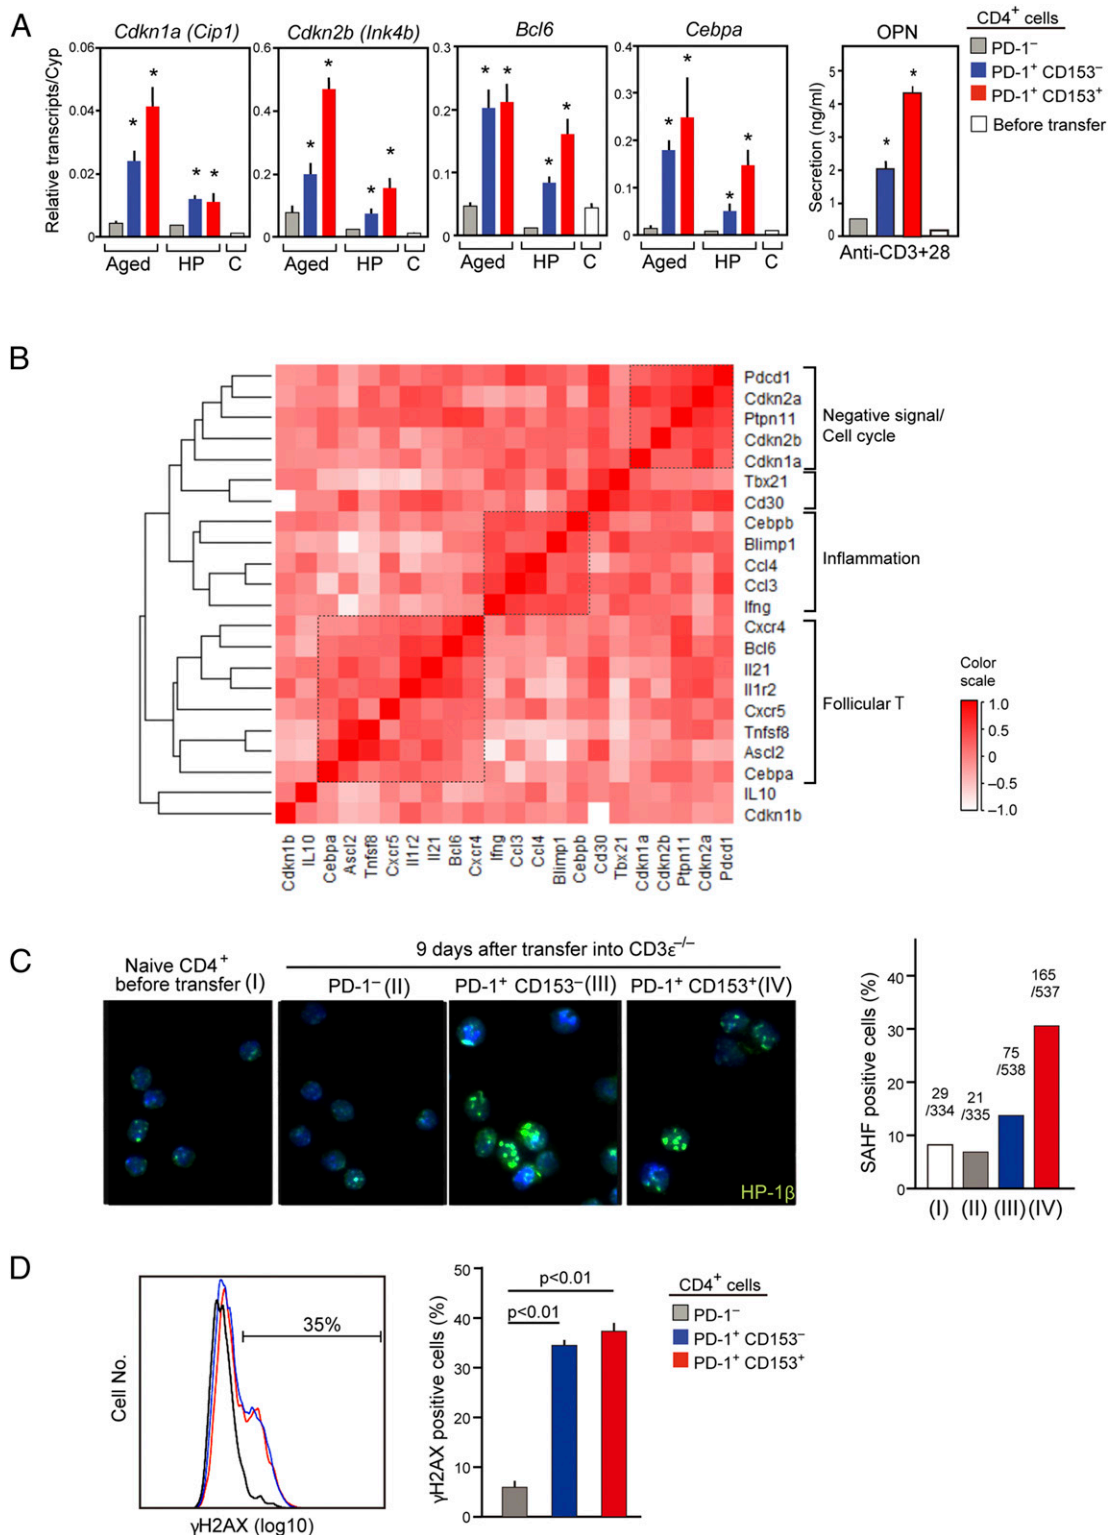 A
Cdkn1a (Cip1)
Cdkn2b (Ink4b)
Bcl6
Cebpa
OPN
CD4+ cells
PD-1−
PD-1+ CD153−
PD-1+ CD153+
Before transfer
Relative transcripts/Cyp
0.06
0.04
0.02
0
0.6
0.4
0.2
0
0.6
0.4
0.2
0
0.4
0.3
0.2
0.1
0
Secretion (ng/ml)
5
4
3
2
1
0
* * * *
* * * *
* * * *
* * * *
* *
Aged HP C
Aged HP C
Aged HP C
Aged HP C
Anti-CD3+28
B
Pdcd1
Cdkn2a
Ptpn11
Cdkn2b
Cdkn1a
Tbx21
Cd30
Cebpb
Blimp1
Ccl4
Ccl3
Ifng
Cxcr4
Bcl6
Il21
Il1r2
Cxcr5
Tnfsf8
Ascl2
Cebpa
IL10
Cdkn1b
Negative signal/
Cell cycle
Inflammation
Follicular T
Color
scale
1.0
0.5
0
−0.5
−1.0
Cdkn1b IL10 Cebpa Ascl2 Tnfsf8 Cxcr5 Il1r2 Il21 Bcl6 Cxcr4 Ifng Ccl3 Ccl4 Blimp1 Cebpb Cd30 Tbx21 Cdkn1a Cdkn2b Ptpn11 Cdkn2a Pdcd1
C
Naive CD4+
before transfer (I)
9 days after transfer into CD3ε−/−
PD-1− (II)
PD-1+ CD153− (III)
PD-1+ CD153+ (IV)
HP-1β
SAHF positive cells (%)
40
30
20
10
0
29
/334
21
/335
75
/538
165
/537
(I) (II) (III) (IV)
D
Cell No.
35%
γH2AX (log10)
γH2AX positive cells (%)
50
40
30
20
10
0
p<0.01
p<0.01
CD4+ cells
PD-1−
PD-1+ CD153−
PD-1+ CD153+